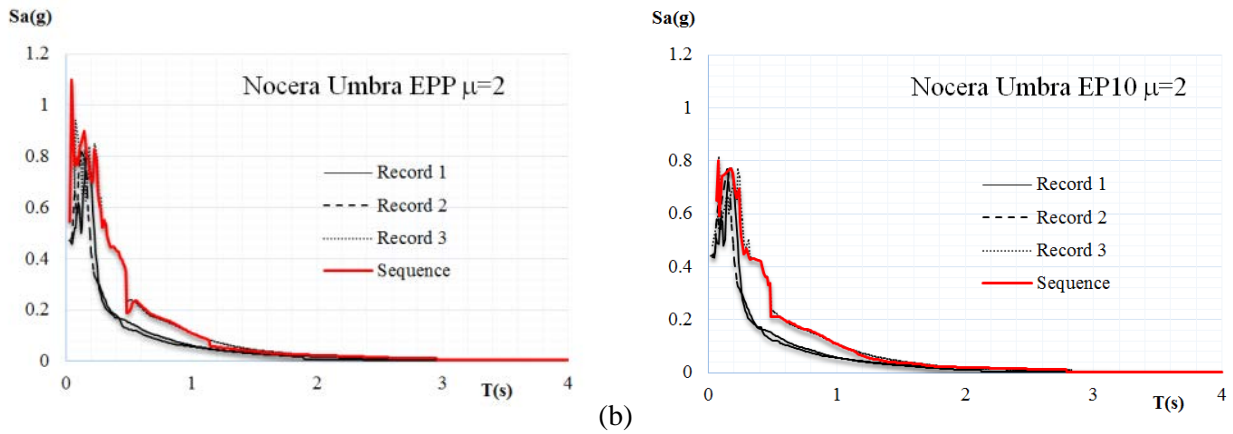 Sa(g)
1.2
1
0.8
0.6
0.4
0.2
0
0
1
2
3
4
T(s)
Nocera Umbra EPP μ=2
Record 1
Record 2
Record 3
Sequence
(b)
Sa(g)
1.2
1
0.8
0.6
0.4
0.2
0
0
1
2
3
4
T(s)
Nocera Umbra EP10 μ=2
Record 1
Record 2
Record 3
Sequence